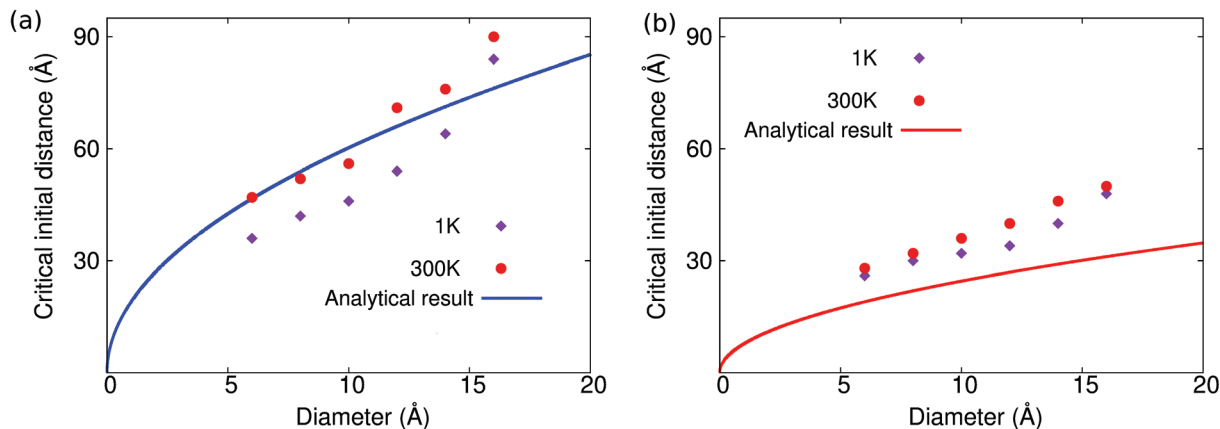 (a)
Critical initial distance (Å)
90
60
30
1K
300K
Analytical result
0 5 10 15 20
Diameter (Å)
(b)
Critical initial distance (Å)
90
60
30
1K
300K
Analytical result
0 5 10 15 20
Diameter (Å)